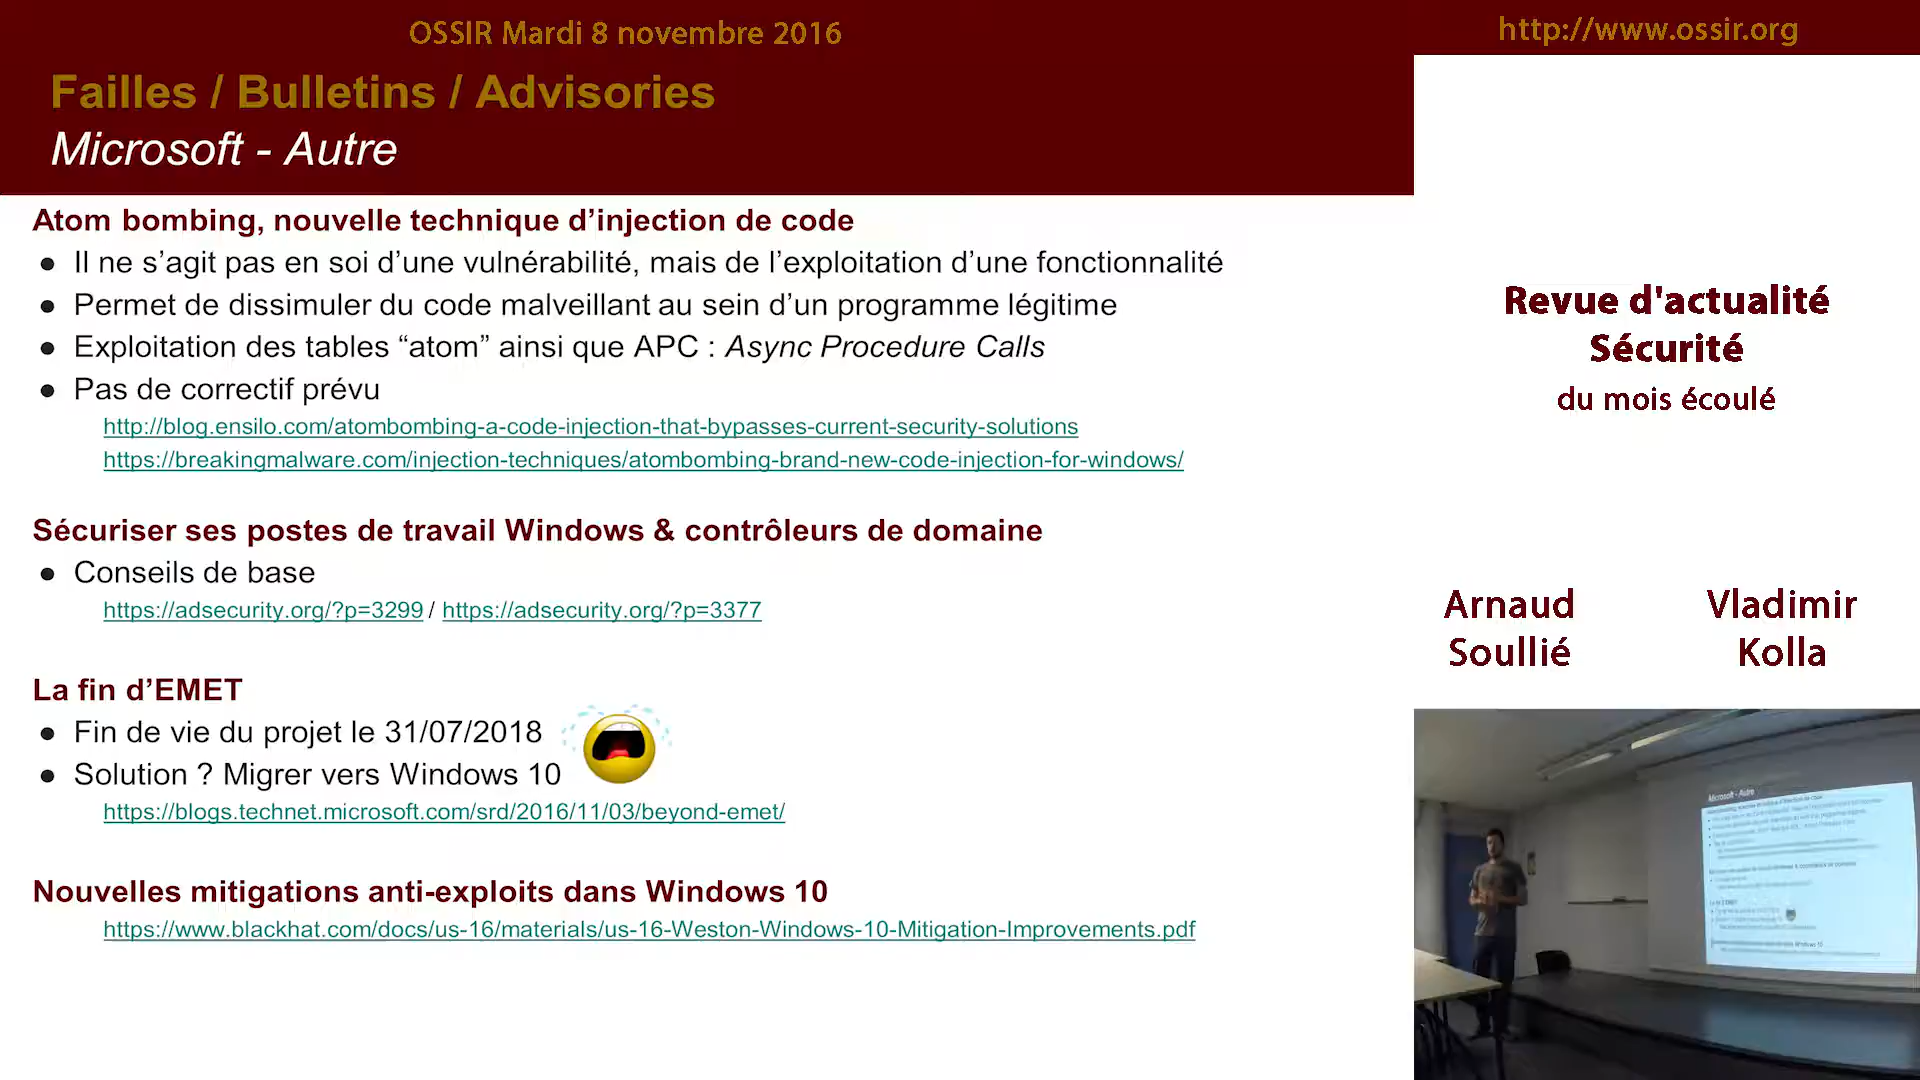 OSSIR Mardi 8 novembre 2016
http://www.ossir.org
Failles / Bulletins / Advisories
Microsoft - Autre
Atom bombing, nouvelle technique d’injection de code
● Il ne s’agit pas en soi d’une vulnérabilité, mais de l’exploitation d’une fonctionnalité
● Permet de dissimuler du code malveillant au sein d’un programme légitime
● Exploitation des tables “atom” ainsi que APC : Async Procedure Calls
● Pas de correctif prévu
http://blog.ensilo.com/atombombing-a-code-injection-that-bypasses-current-security-solutions
https://breakingmalware.com/injection-techniques/atombombing-brand-new-code-injection-for-windows/
Sécuriser ses postes de travail Windows & contrôleurs de domaine
● Conseils de base
https://adsecurity.org/?p=3299 / https://adsecurity.org/?p=3377
La fin d’EMET
● Fin de vie du projet le 31/07/2018
● Solution ? Migrer vers Windows 10
https://blogs.technet.microsoft.com/srd/2016/11/03/beyond-emet/
Nouvelles mitigations anti-exploits dans Windows 10
https://www.blackhat.com/docs/us-16/materials/us-16-Weston-Windows-10-Mitigation-Improvements.pdf
Revue d'actualité
Sécurité
du mois écoulé
Arnaud
Soullié
Vladimir
Kolla
Microsoft - Autre